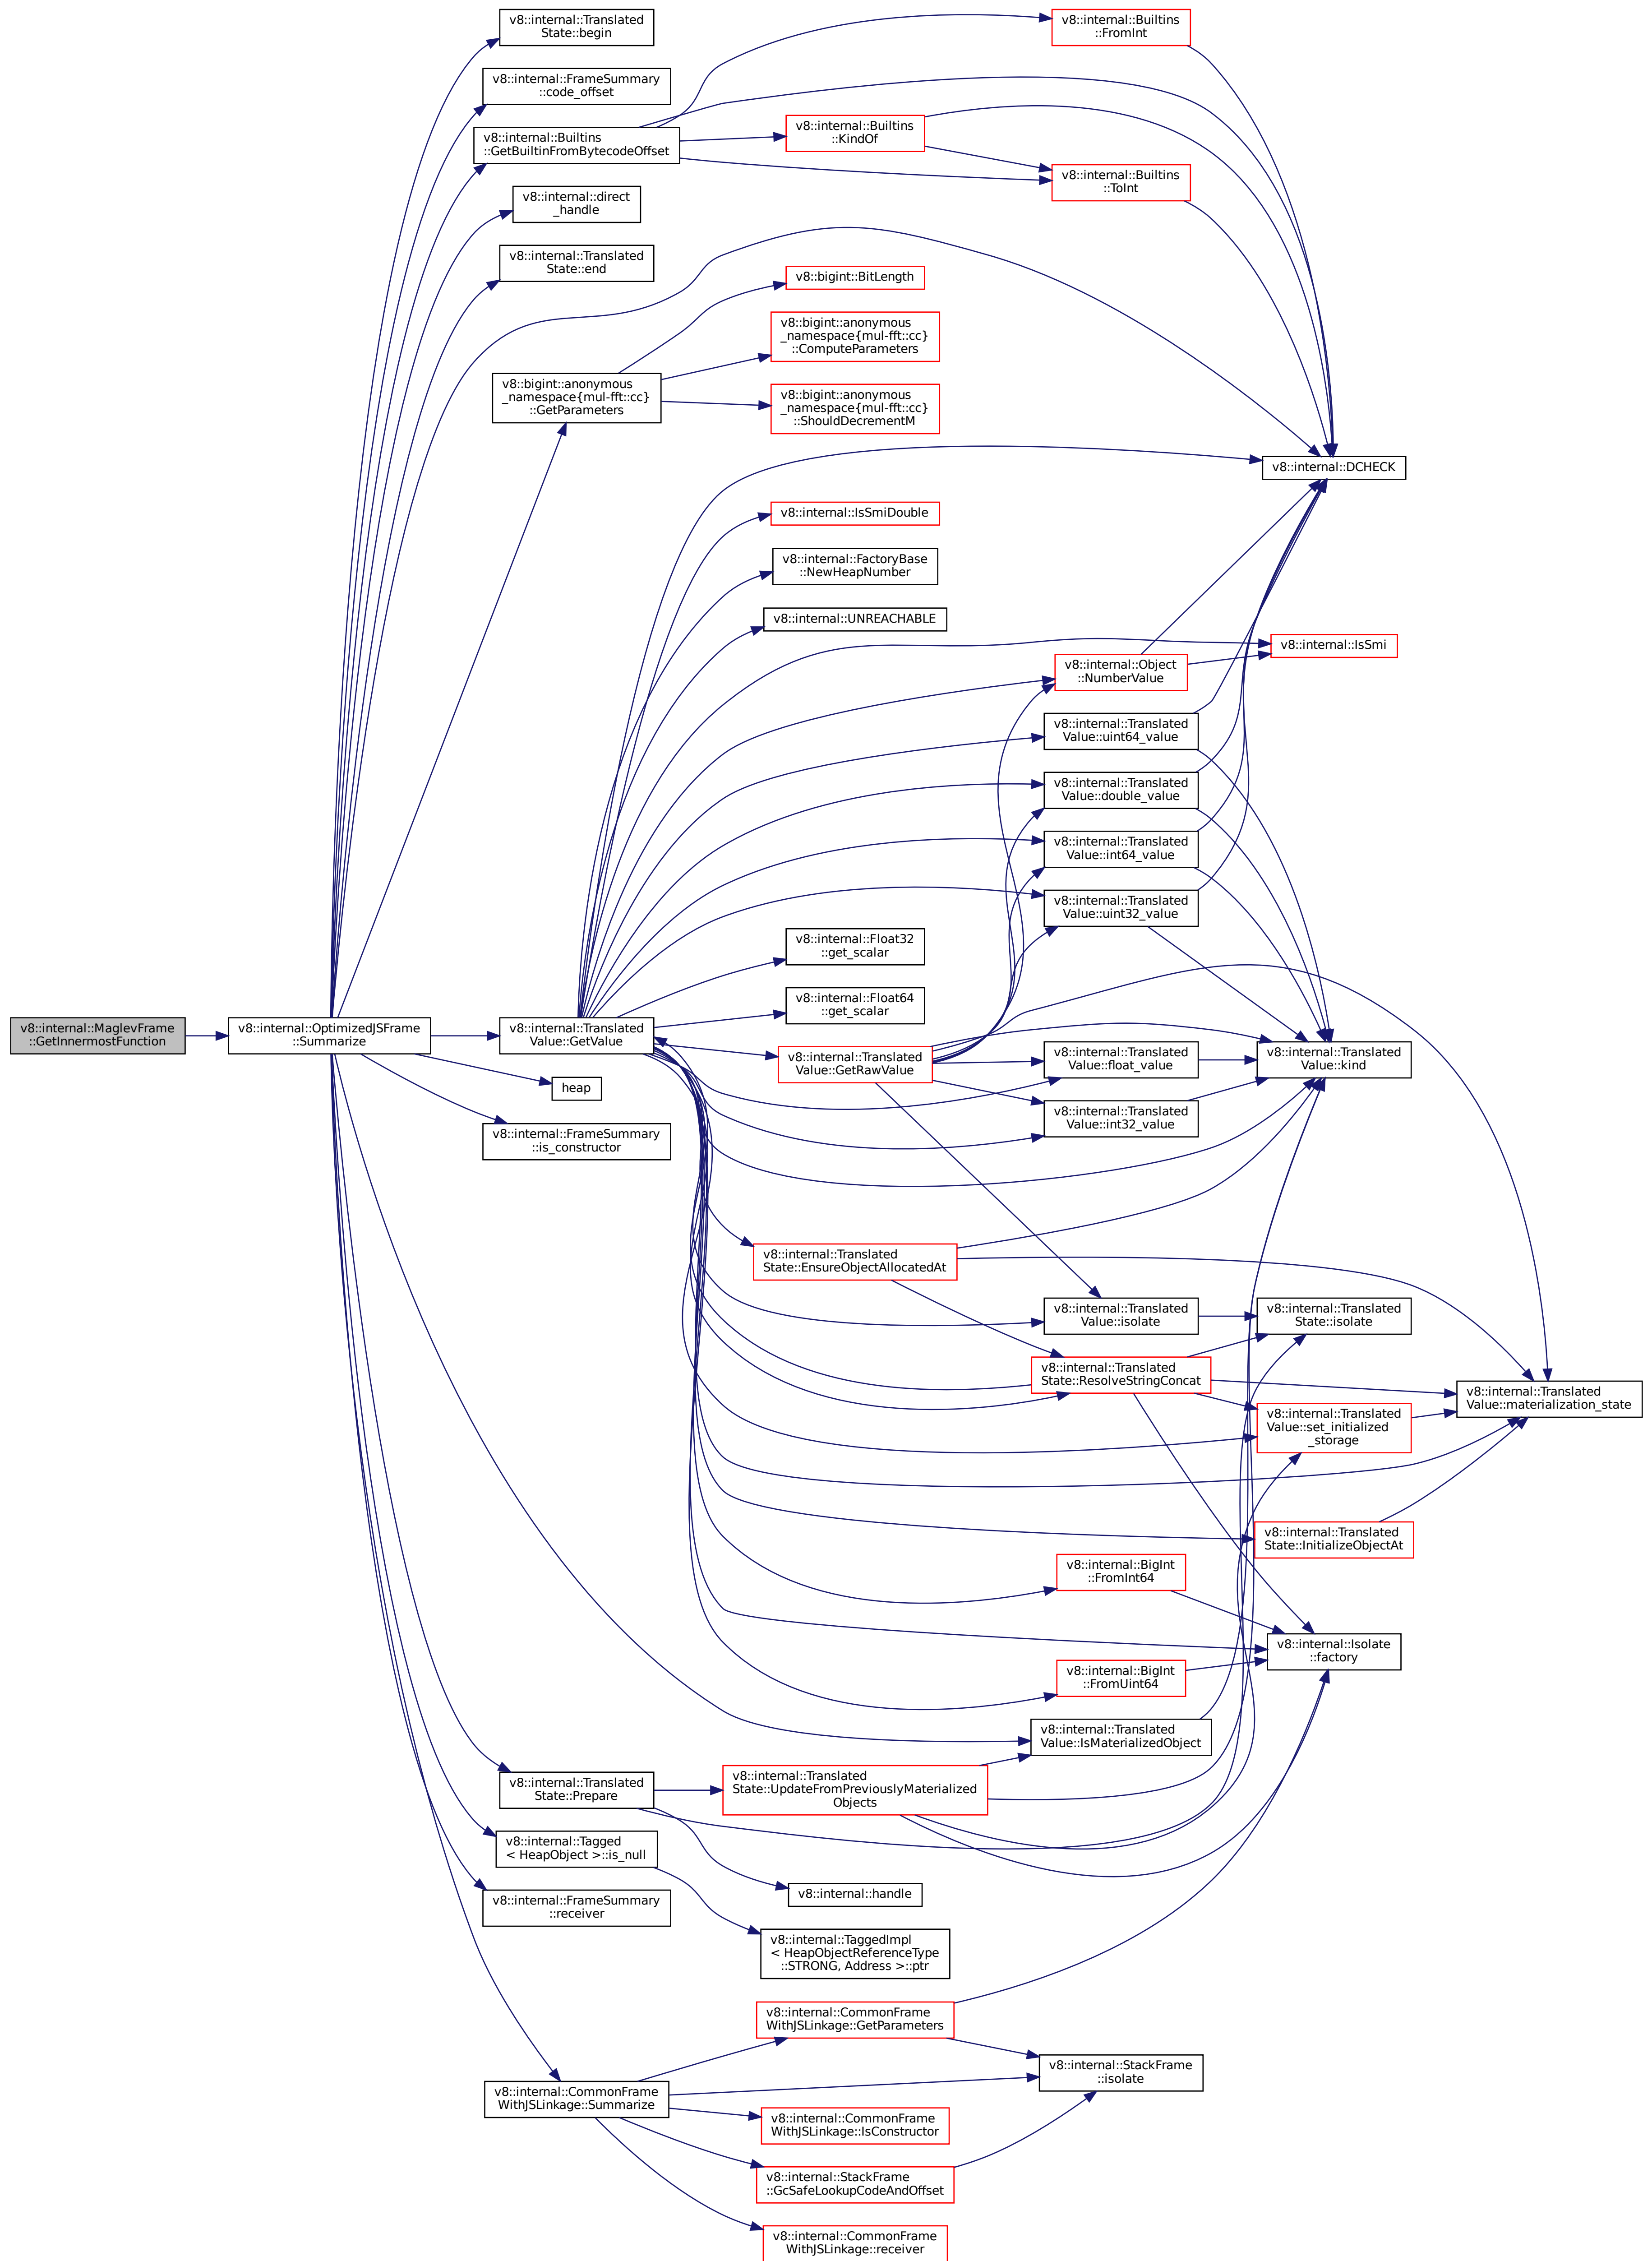 v8::internal::MaglevFrame
::GetInnermostFunction
v8::internal::OptimizedJSFrame
::Summarize
v8::internal::Translated
State::begin
v8::internal::FrameSummary
::code_offset
v8::internal::Builtins
::GetBuiltinFromBytecodeOffset
v8::internal::direct
_handle
v8::internal::Translated
State::end
v8::bigint::anonymous
_namespace{mul-fft::cc}
::GetParameters
v8::internal::Translated
Value::GetValue
heap
v8::internal::FrameSummary
::is_constructor
v8::internal::Translated
State::Prepare
v8::internal::Tagged
< HeapObject >::is_null
v8::internal::FrameSummary
::receiver
v8::internal::CommonFrame
WithJSLinkage::Summarize
v8::internal::Builtins
::KindOf
v8::bigint::BitLength
v8::bigint::anonymous
_namespace{mul-fft::cc}
::ComputeParameters
v8::bigint::anonymous
_namespace{mul-fft::cc}
::ShouldDecrementM
v8::internal::IsSmiDouble
v8::internal::FactoryBase
::NewHeapNumber
v8::internal::UNREACHABLE
v8::internal::Float32
::get_scalar
v8::internal::Float64
::get_scalar
v8::internal::Translated
Value::GetRawValue
v8::internal::Translated
State::EnsureObjectAllocatedAt
v8::internal::Translated
State::UpdateFromPreviouslyMaterialized
Objects
v8::internal::handle
v8::internal::TaggedImpl
< HeapObjectReferenceType
::STRONG, Address >::ptr
v8::internal::CommonFrame
WithJSLinkage::GetParameters
v8::internal::CommonFrame
WithJSLinkage::IsConstructor
v8::internal::StackFrame
::GcSafeLookupCodeAndOffset
v8::internal::CommonFrame
WithJSLinkage::receiver
v8::internal::Builtins
::FromInt
v8::internal::Builtins
::ToInt
v8::internal::Object
::NumberValue
v8::internal::Translated
Value::uint64_value
v8::internal::Translated
Value::double_value
v8::internal::Translated
Value::int64_value
v8::internal::Translated
Value::uint32_value
v8::internal::Translated
Value::float_value
v8::internal::Translated
Value::int32_value
v8::internal::Translated
Value::isolate
v8::internal::Translated
State::ResolveStringConcat
v8::internal::BigInt
::FromInt64
v8::internal::BigInt
::FromUint64
v8::internal::Translated
Value::IsMaterializedObject
v8::internal::StackFrame
::isolate
v8::internal::DCHECK
v8::internal::IsSmi
v8::internal::Translated
Value::kind
v8::internal::Translated
State::isolate
v8::internal::Translated
Value::set_initialized
_storage
v8::internal::Translated
State::InitializeObjectAt
v8::internal::Isolate
::factory
v8::internal::Translated
Value::materialization_state